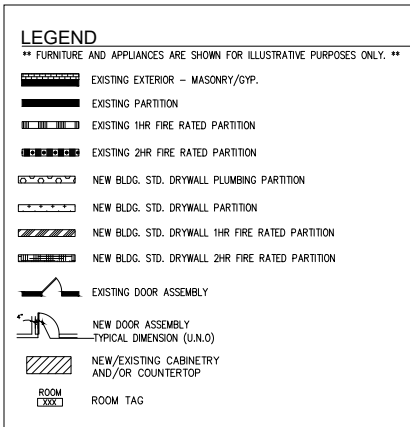 LEGEND
** FURNITURE AND APPLIANCES ARE SHOWN FOR ILLUSTRATIVE PURPOSES ONLY. **
EXISTING EXTERIOR - MASONRY/GYP.
EXISTING PARTITION
EXISTING 1HR FIRE RATED PARTITION
EXISTING 2HR FIRE RATED PARTITION
NEW BLDG. STD. DRYWALL PLUMBING PARTITION
NEW BLDG. STD. DRYWALL PARTITION
NEW BLDG. STD. DRYWALL 1HR FIRE RATED PARTITION
NEW BLDG. STD. DRYWALL 2HR FIRE RATED PARTITION
EXISTING DOOR ASSEMBLY
4"
NEW DOOR ASSEMBLY
TYPICAL DIMENSION (U.N.O)
NEW/EXISTING CABINETRY
AND/OR COUNTERTOP
ROOM
XXX
ROOM TAG